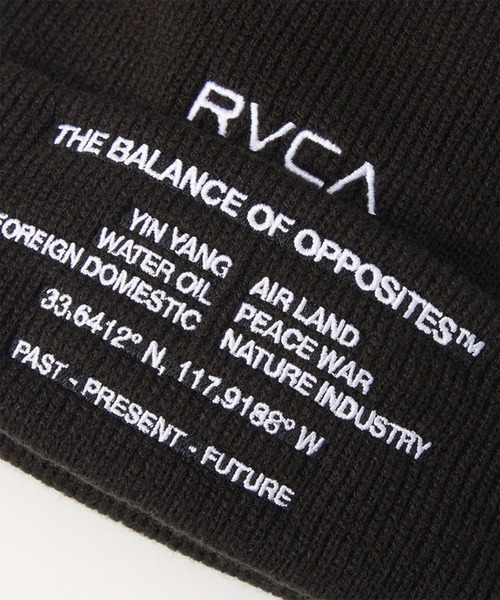 RVCA
THE BALANCE OF OPPOSITES™
YIN YANG AIR LAND
WATER OIL PEACE WAR
FOREIGN DOMESTIC NATURE INDUSTRY
33.6412° N, 117.9188° W
PAST - PRESENT - FUTURE